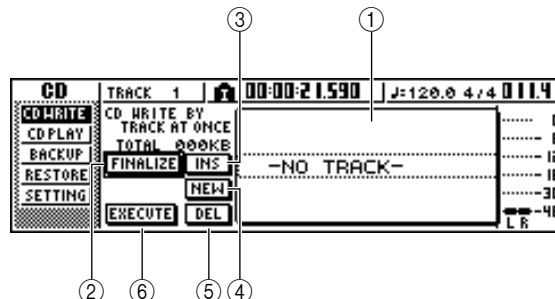 ③ ①
CD TRACK 1 00:00:21.590 ♩=120.0 4/4 011.4
CD WRITE
CD PLAY
BACKUP
RESTORE
SETTING
CD WRITE BY
TRACK AT ONCE
TOTAL 000KB
FINALIZE INS
NEW
EXECUTE DEL
-NO TRACK-
L R
② ⑥ ⑤ ④